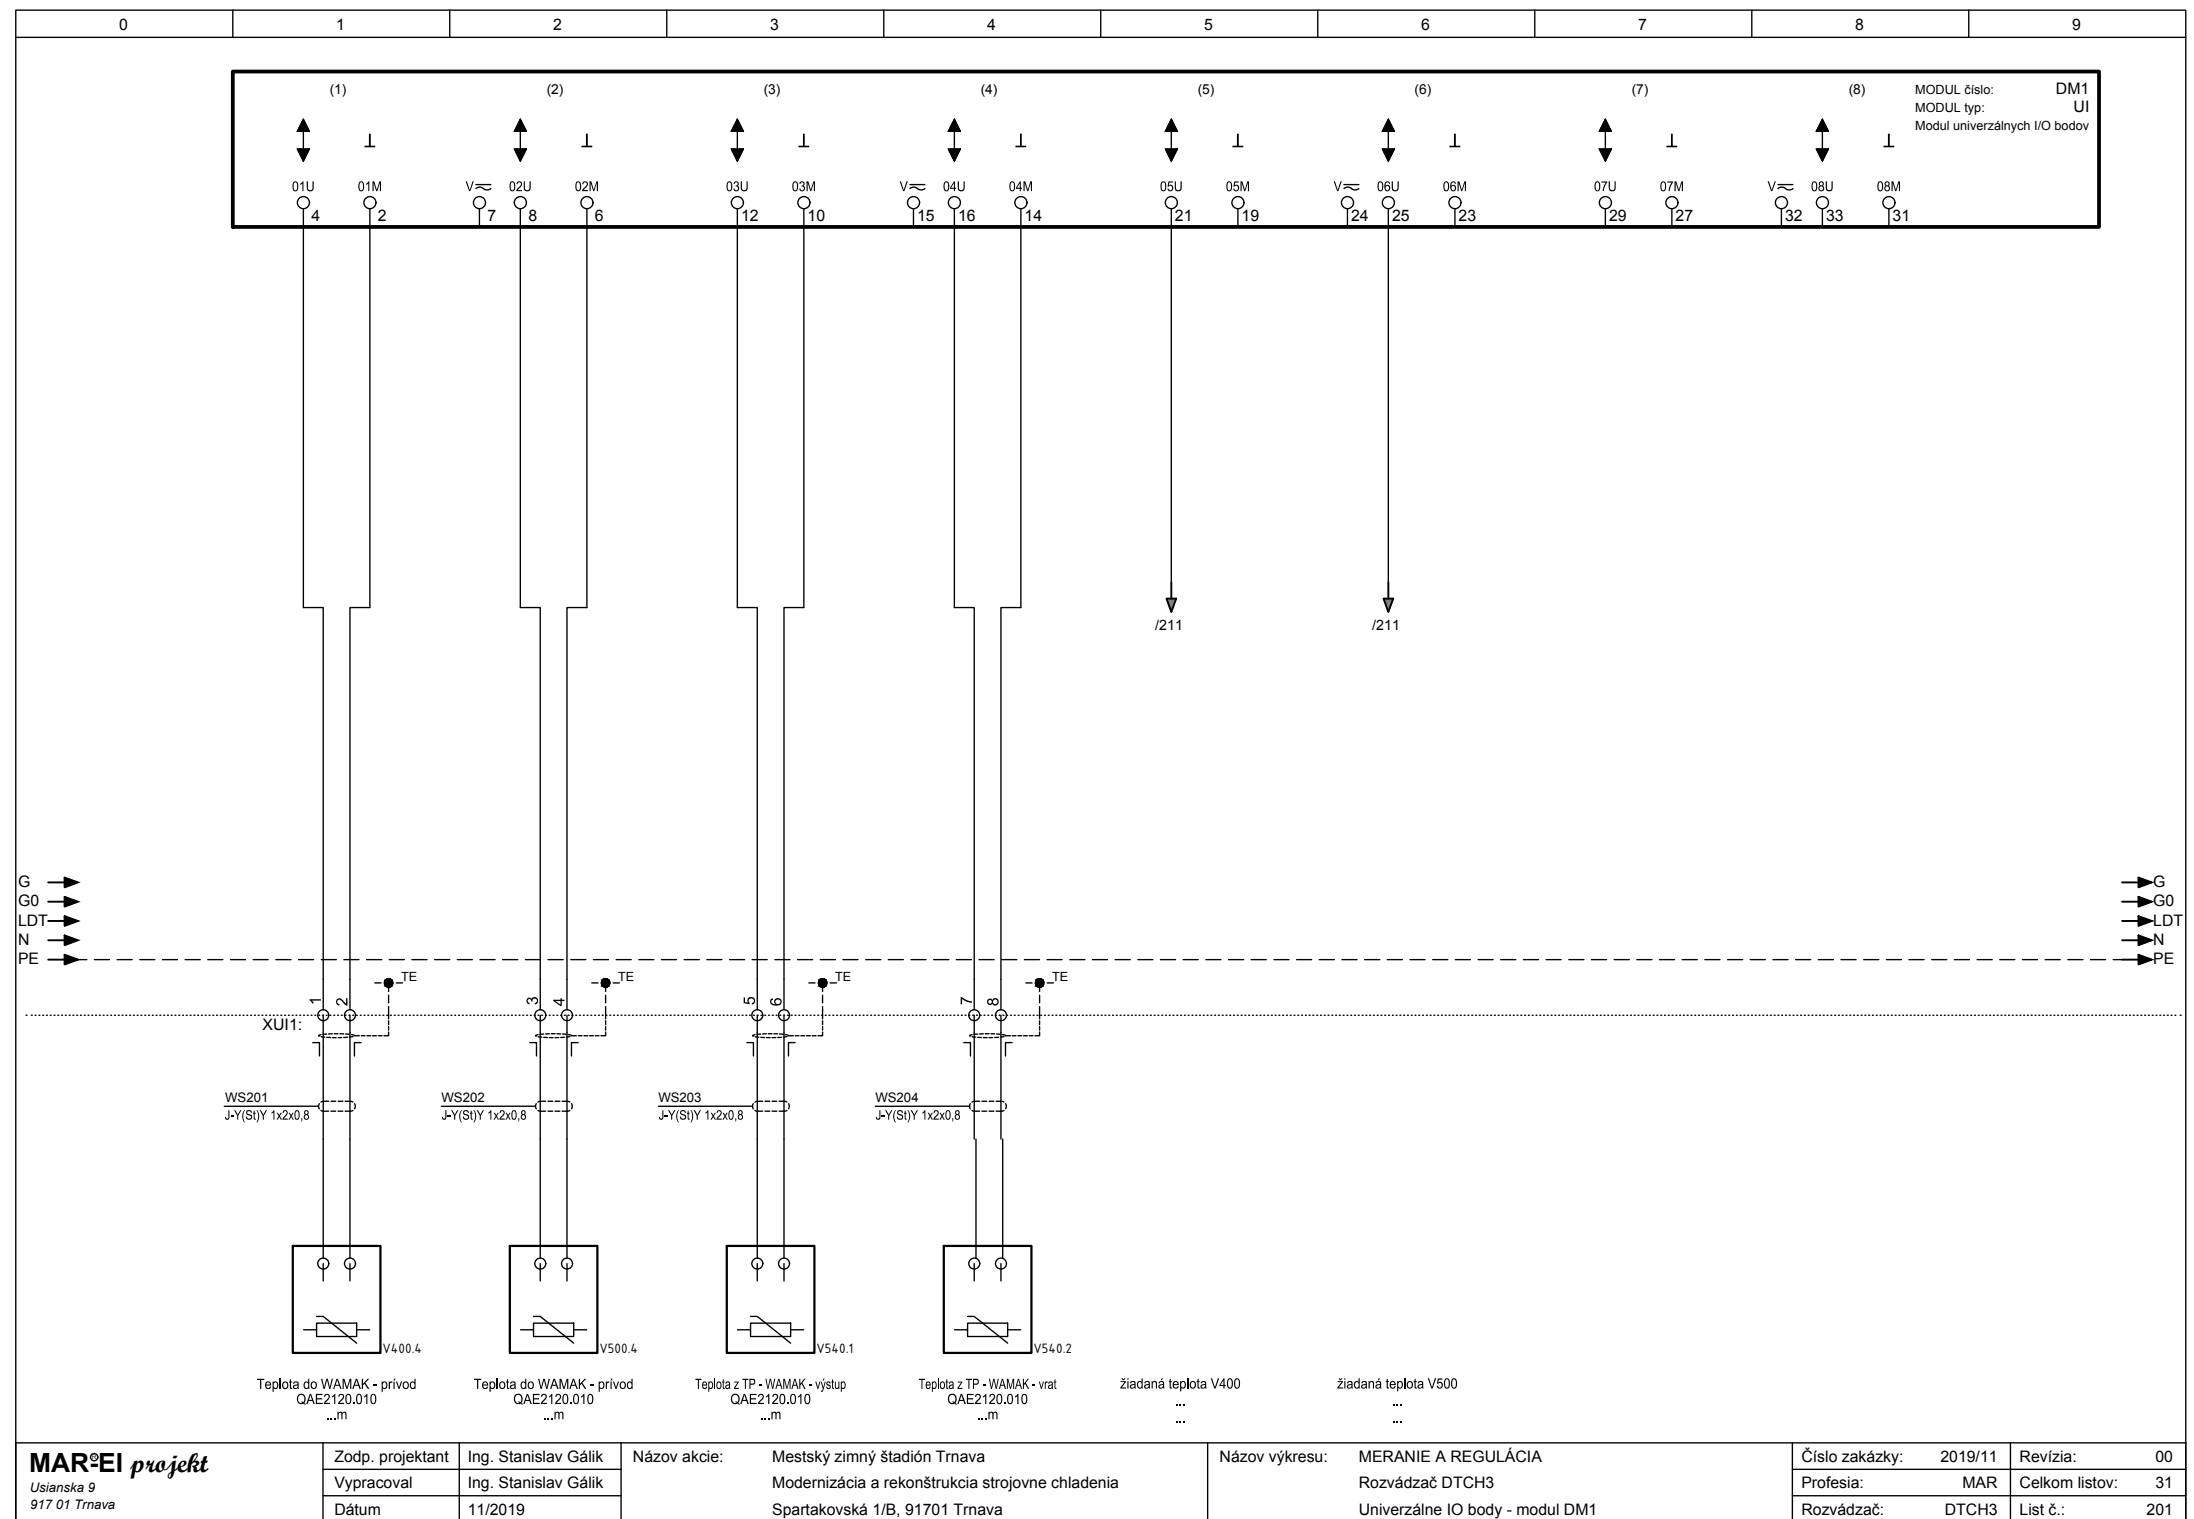 0 1 2 3 4 5 6 7 8 9
(1) (2) (3) (4) (5) (6) (7) (8)
MODUL číslo: DM1
MODUL typ: UI
Modul univerzálnych I/O bodov
01U 01M V 02U 02M 03U 03M V 04U 04M 05U 05M V 06U 06M 07U 07M V 08U 08M
4 2 7 8 6 12 10 15 16 14 21 19 24 25 23 29 27 32 33 31
/211 /211
G G
G0 G0
LDT LDT
N N
PE PE
TE TE TE TE
1 2 3 4 5 6 7 8
XUI1:
WS201 WS202 WS203 WS204
J-Y(St)Y 1x2x0,8 J-Y(St)Y 1x2x0,8 J-Y(St)Y 1x2x0,8 J-Y(St)Y 1x2x0,8
V400.4 V500.4 V540.1 V540.2
Teplota do WAMAK - prívod Teplota do WAMAK - prívod Teplota z TP - WAMAK - výstup Teplota z TP - WAMAK - vrat žiadaná teplota V400 žiadaná teplota V500
QAE2120.010 QAE2120.010 QAE2120.010 QAE2120.010 ... ...
...m ...m ...m ...m ... ...
MAR-EI projekt
Usianska 9
917 01 Trnava
Zodp. projektant Ing. Stanislav Gálik
Vypracoval Ing. Stanislav Gálik
Dátum 11/2019
Názov akcie: Mestský zimný štadión Trnava
Modernizácia a rekonštrukcia strojovne chladenia
Spartakovská 1/B, 91701 Trnava
Názov výkresu: MERANIE A REGULÁCIA
Rozvádzač DTCH3
Univerzálne IO body - modul DM1
Číslo zakázky: 2019/11 Revízia: 00
Profesia: MAR Celkom listov: 31
Rozvádzač: DTCH3 List č.: 201